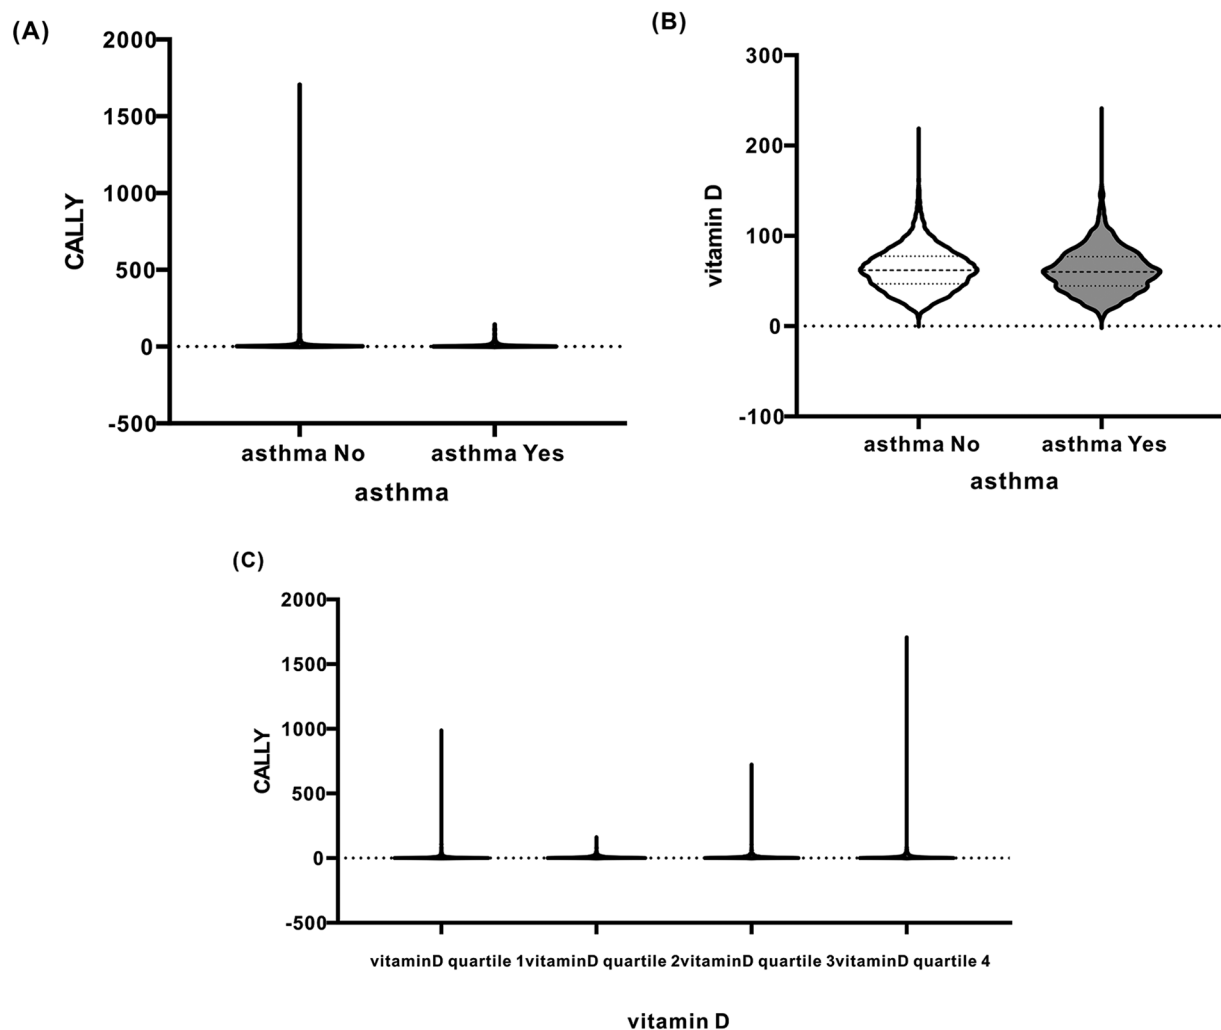 (A)
2000
1500
1000
500
0
-500
CALLY
asthma No asthma Yes
asthma
(B)
300
200
100
0
-100
vitamin D
asthma No asthma Yes
asthma
(C)
2000
1500
1000
500
0
-500
CALLY
vitaminD quartile 1vitaminD quartile 2vitaminD quartile 3vitaminD quartile 4
vitamin D